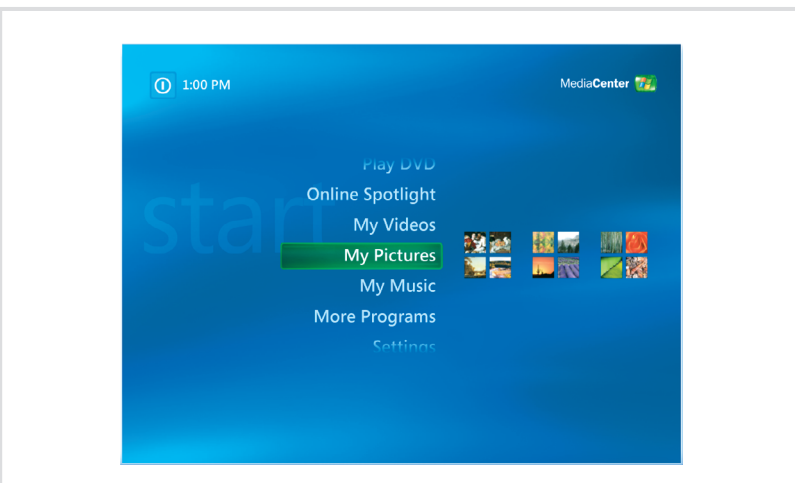 1:00 PM
MediaCenter
start
Play DVD
Online Spotlight
My Videos
My Pictures
My Music
More Programs
Settings